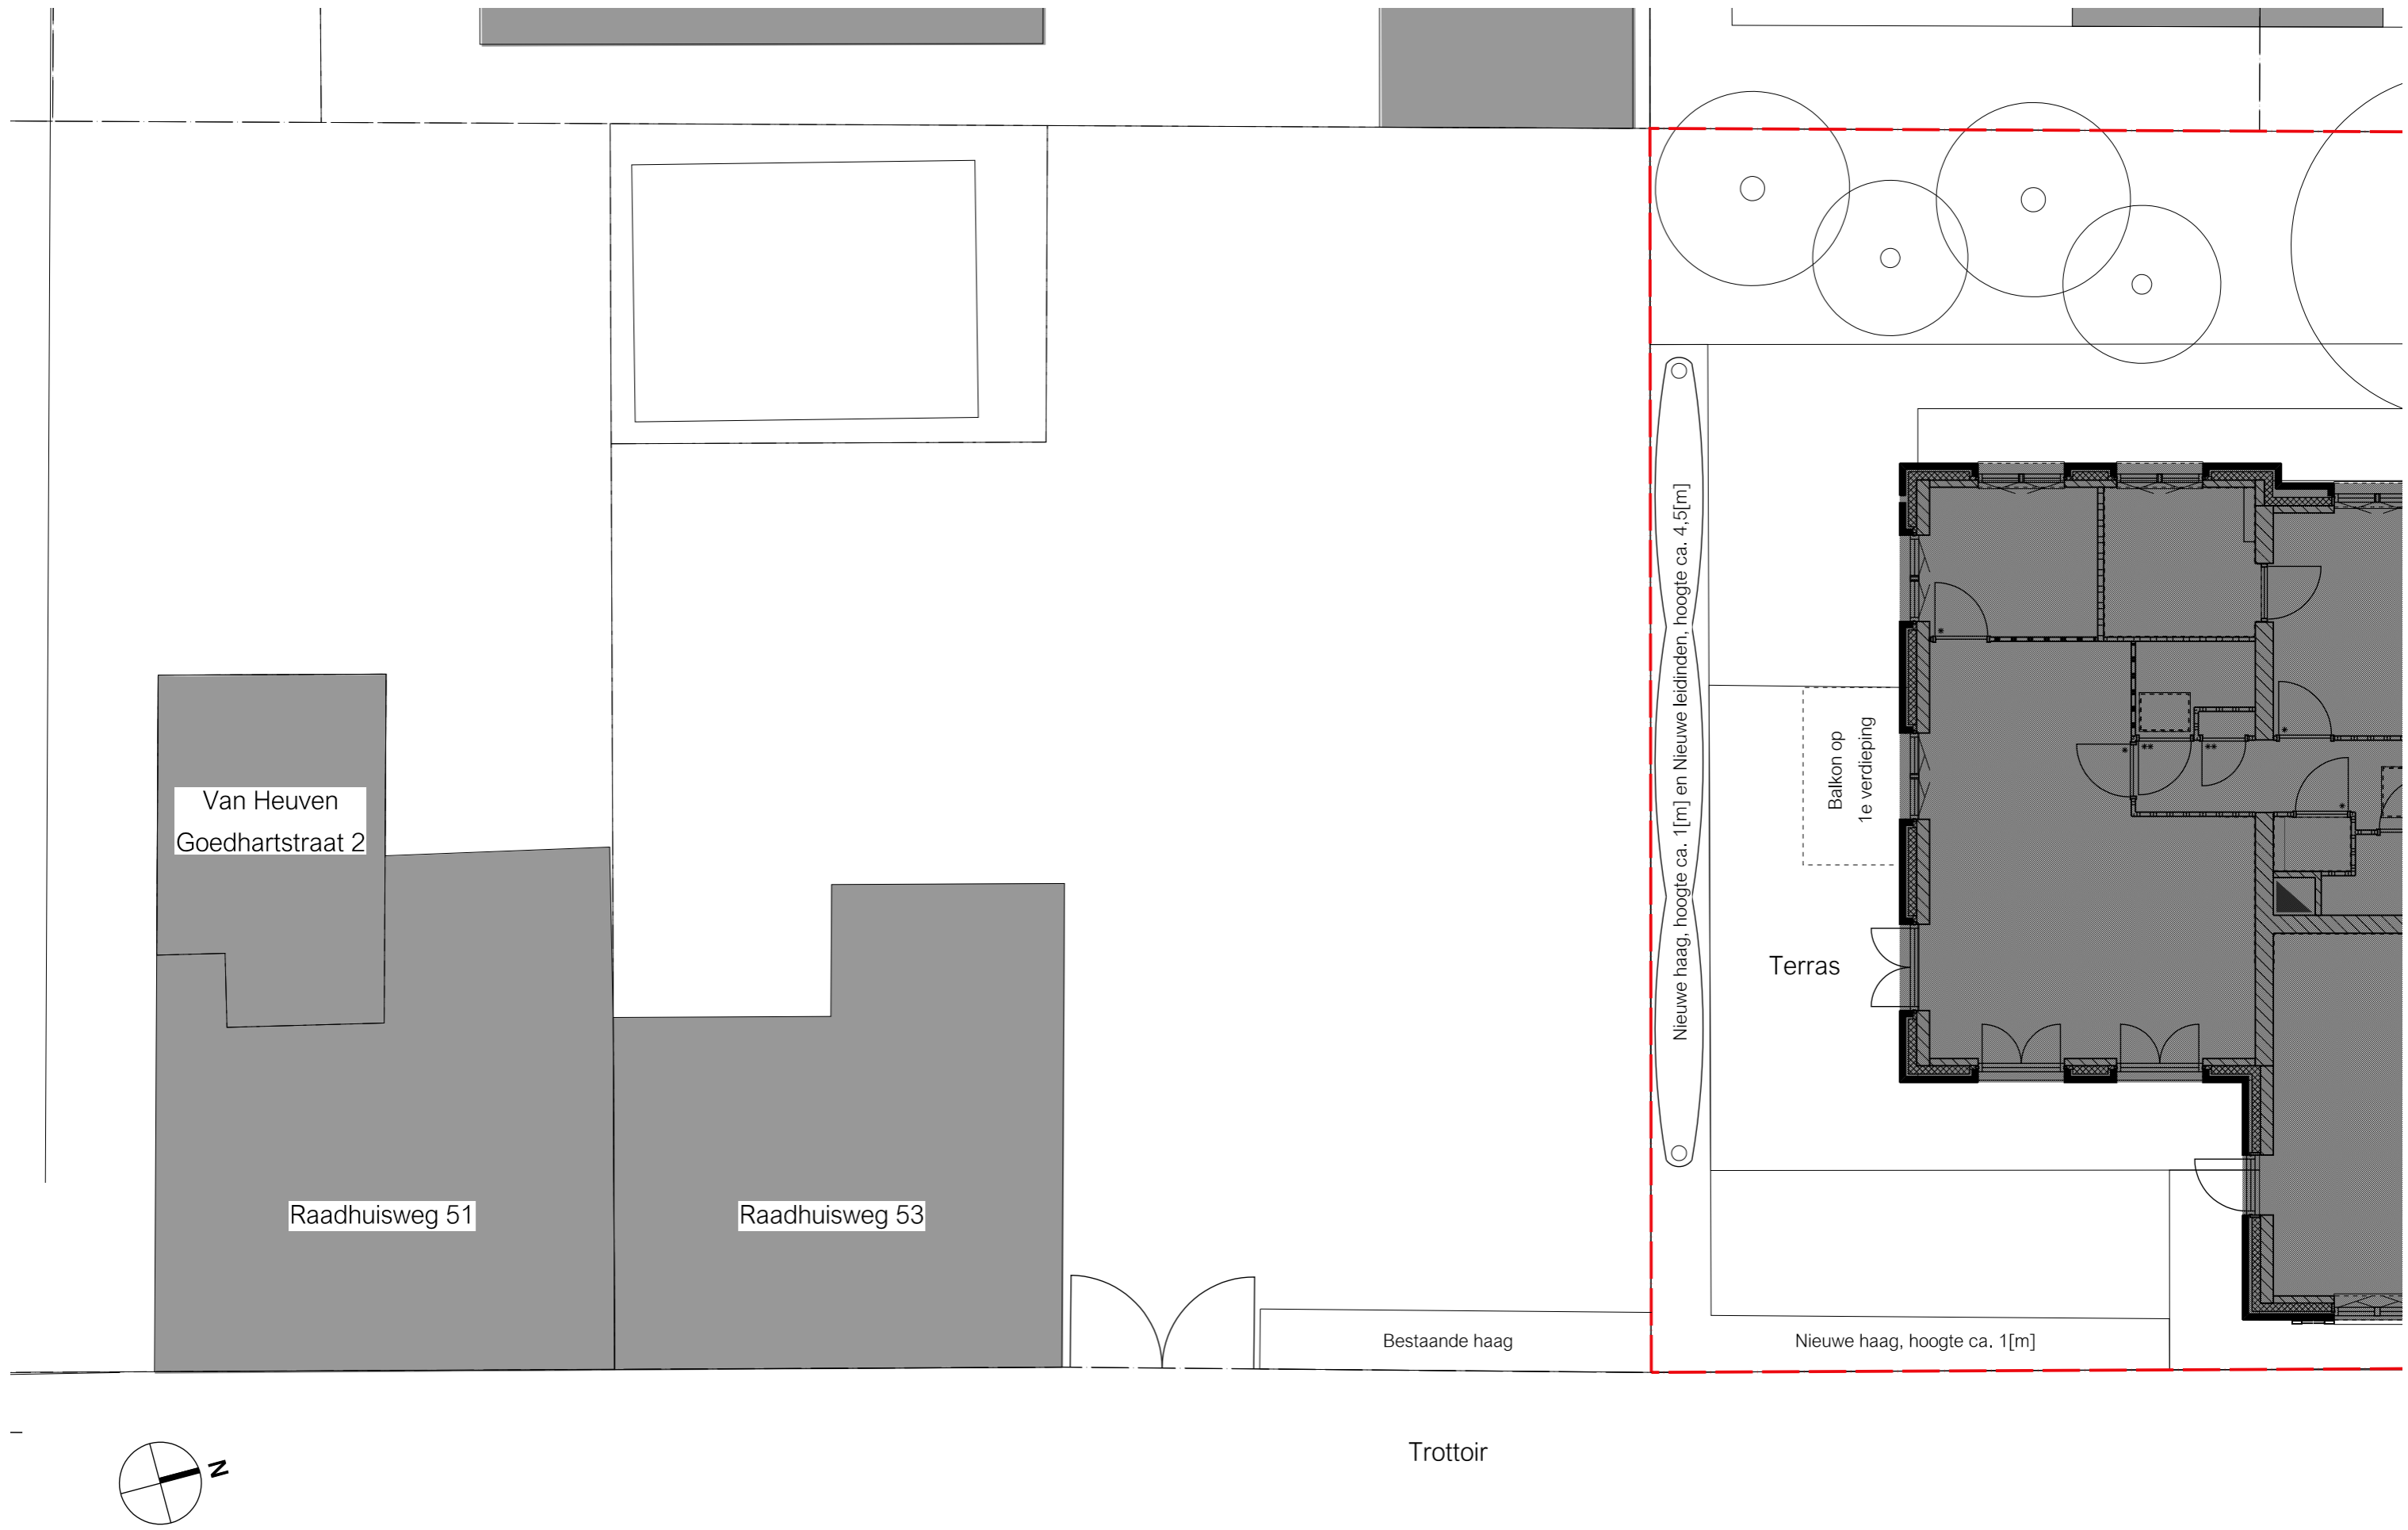 Nieuwe haag, hoogte ca. 1[m] en Nieuwe leidinden, hoogte ca. 4,5[m]
Balkon op
1e verdieping
Van Heuven
Goedhartstraat 2
Terras
Raadhuisweg 51
Raadhuisweg 53
Bestaande haag
Nieuwe haag, hoogte ca. 1[m]
Trottoir
N
*
*
*
**
**
*